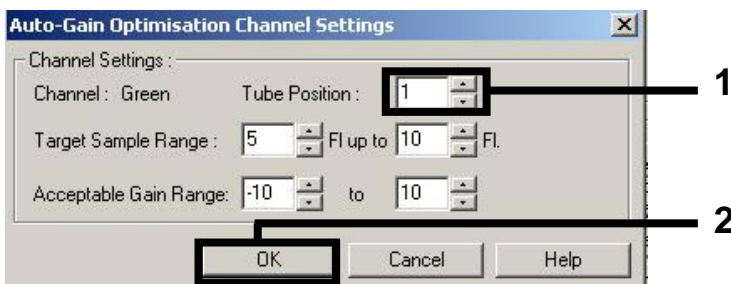 Auto-Gain Optimisation Channel Settings
Channel Settings :
Channel : Green Tube Position : 1 1
Target Sample Range : 5 Fl up to 10 Fl.
Acceptable Gain Range: -10 to 10
2
OK Cancel Help